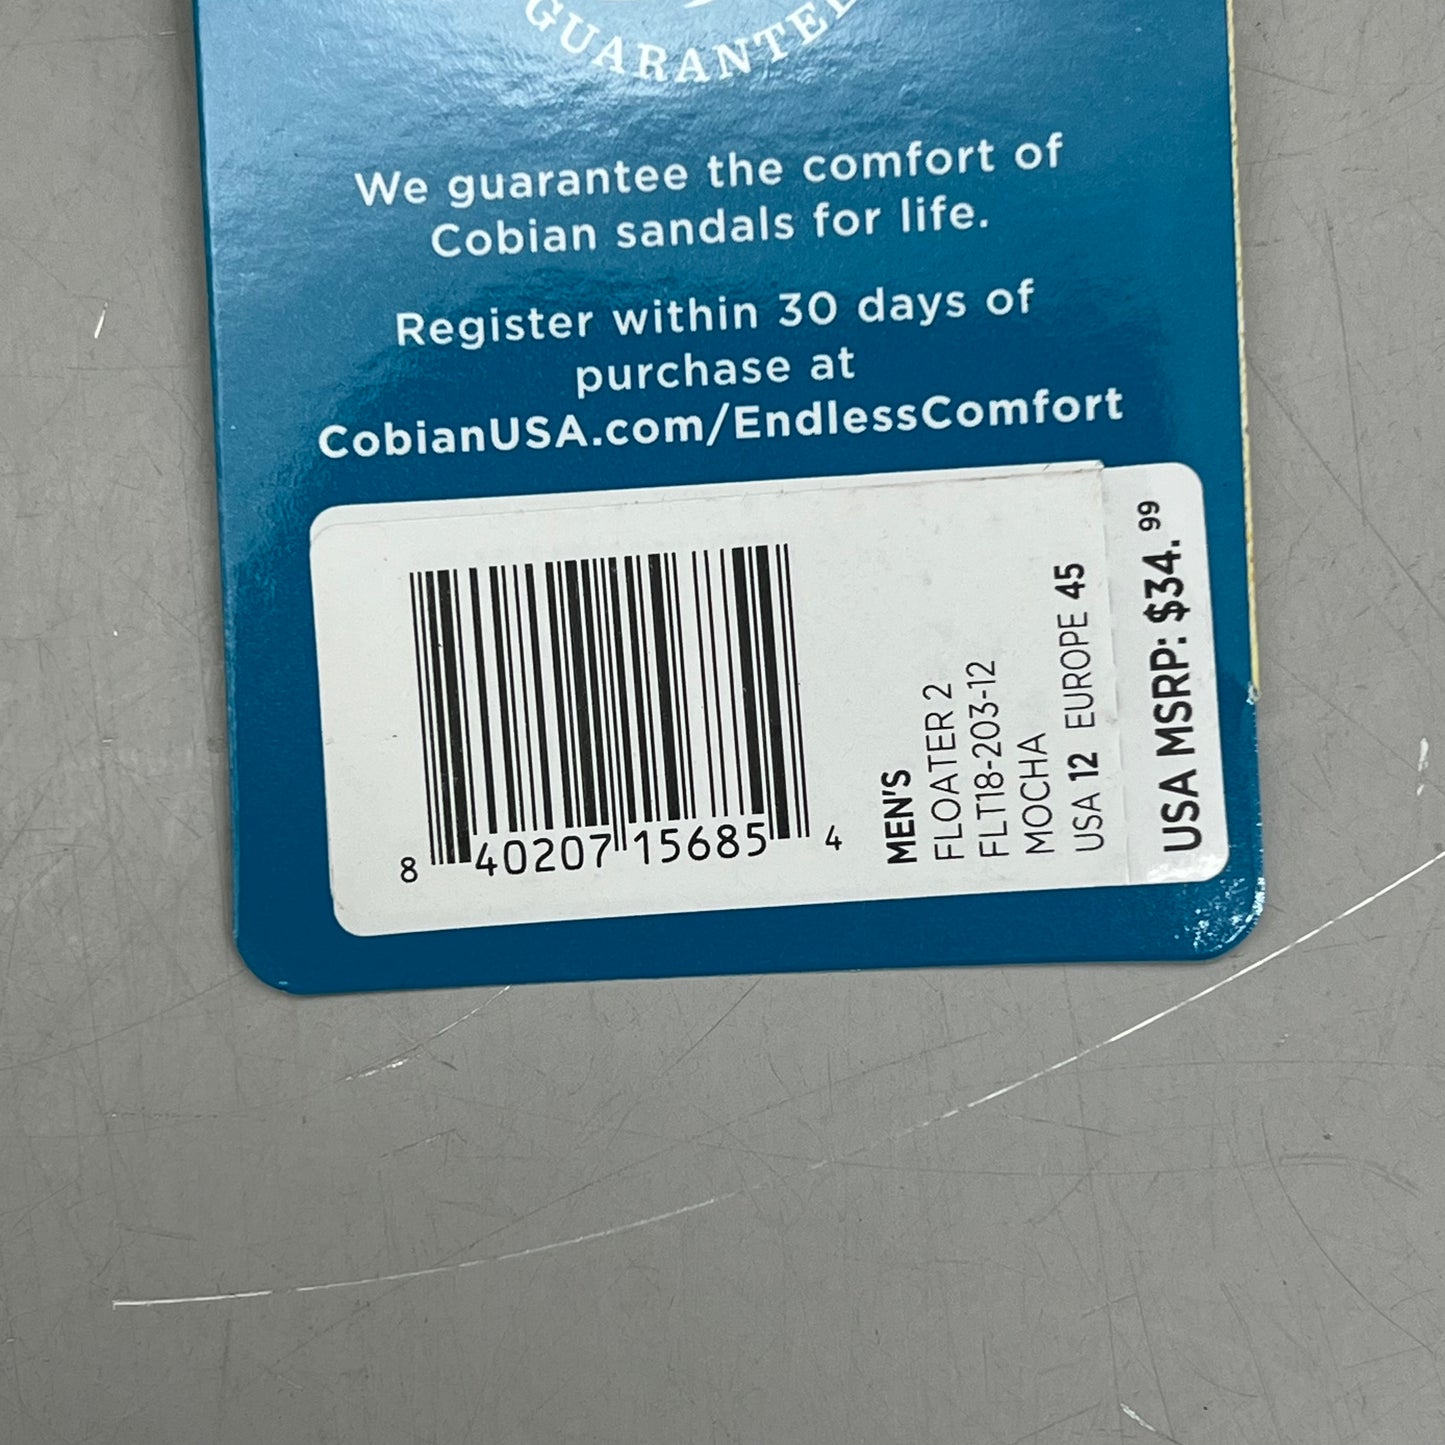 GUARANTEE
We guarantee the comfort of
Cobian sandals for life.
Register within 30 days of
purchase at
CobianUSA.com/EndlessComfort
8 40207 15685 4
MEN'S
FLOATER 2
FLT18-203-12
MOCHA
USA 12 EUROPE 45
USA MSRP: $34.99